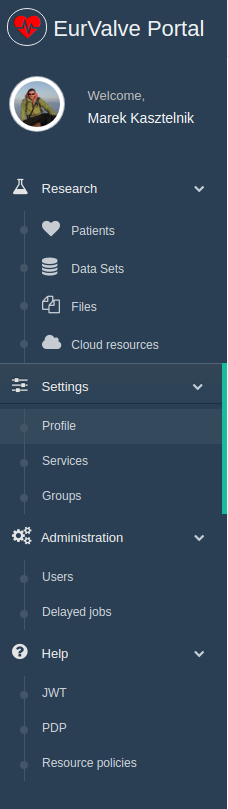 EurValve Portal
Welcome,
Marek Kasztelnik
Research
Patients
Data Sets
Files
Cloud resources
Settings
Profile
Services
Groups
Administration
Users
Delayed jobs
Help
JWT
PDP
Resource policies